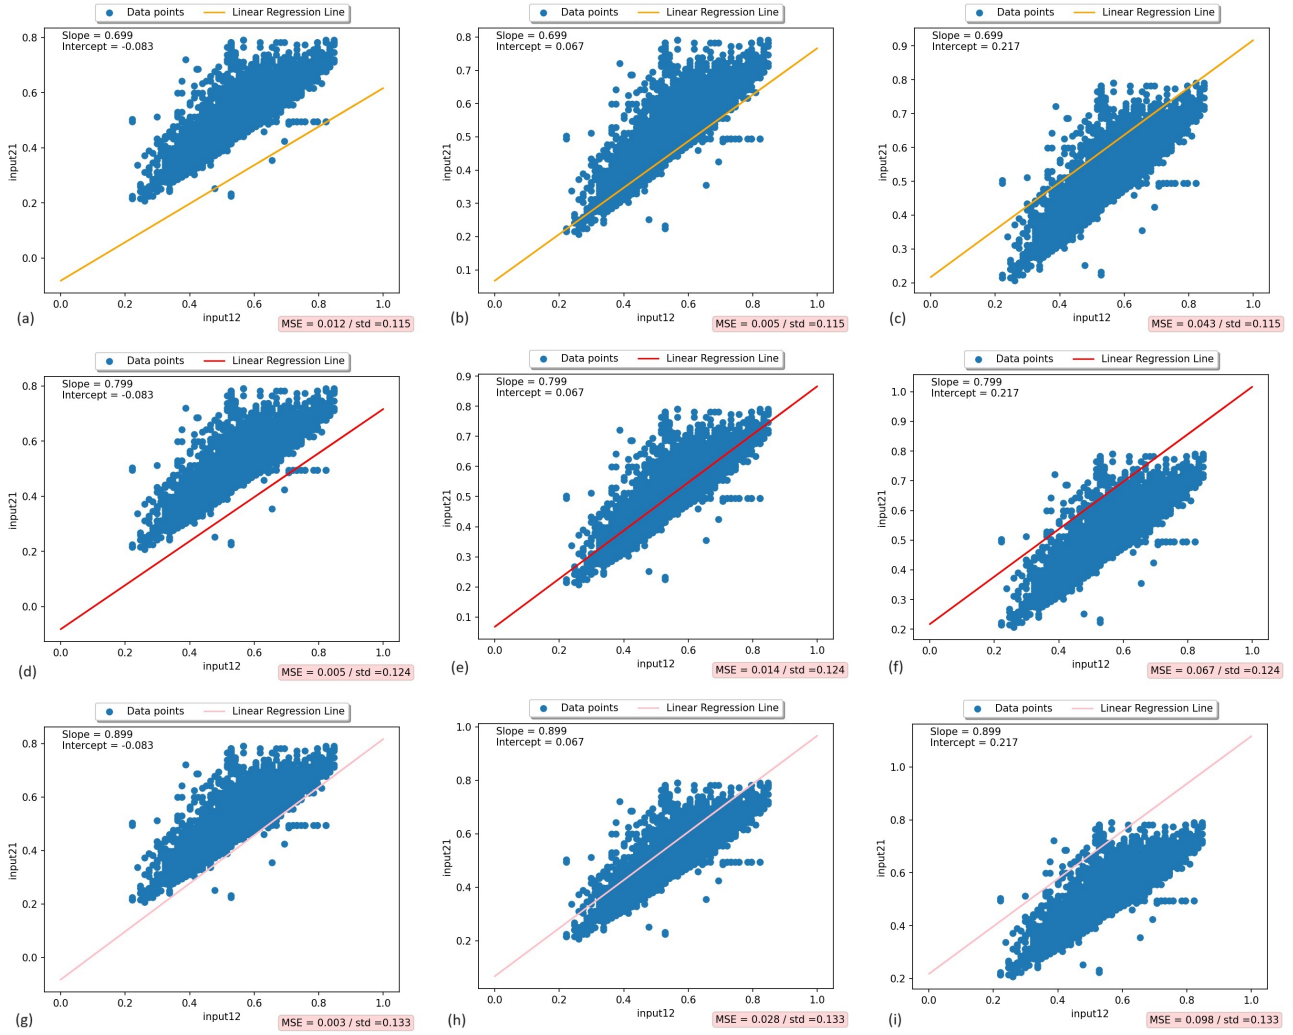 Data points Linear Regression Line
Slope = 0.699
Intercept = -0.083
0.8
0.6
0.4
0.2
0.0
input21
0.0 0.2 0.4 0.6 0.8 1.0
input12
(a)
MSE = 0.012 / std =0.115
Data points Linear Regression Line
Slope = 0.699
Intercept = 0.067
0.8
0.7
0.6
0.5
0.4
0.3
0.2
0.1
input21
0.0 0.2 0.4 0.6 0.8 1.0
input12
(b)
MSE = 0.005 / std =0.115
Data points Linear Regression Line
Slope = 0.699
Intercept = 0.217
0.9
0.8
0.7
0.6
0.5
0.4
0.3
0.2
input21
0.0 0.2 0.4 0.6 0.8 1.0
input12
(c)
MSE = 0.043 / std =0.115
Data points Linear Regression Line
Slope = 0.799
Intercept = -0.083
0.8
0.6
0.4
0.2
0.0
input21
0.0 0.2 0.4 0.6 0.8 1.0
input12
(d)
MSE = 0.005 / std =0.124
Data points Linear Regression Line
Slope = 0.799
Intercept = 0.067
0.9
0.8
0.7
0.6
0.5
0.4
0.3
0.2
0.1
input21
0.0 0.2 0.4 0.6 0.8 1.0
input12
(e)
MSE = 0.014 / std =0.124
Data points Linear Regression Line
Slope = 0.799
Intercept = 0.217
1.0
0.9
0.8
0.7
0.6
0.5
0.4
0.3
0.2
input21
0.0 0.2 0.4 0.6 0.8 1.0
input12
(f)
MSE = 0.067 / std =0.124
Data points Linear Regression Line
Slope = 0.899
Intercept = -0.083
0.8
0.6
0.4
0.2
0.0
input21
0.0 0.2 0.4 0.6 0.8 1.0
input12
(g)
MSE = 0.003 / std =0.133
Data points Linear Regression Line
Slope = 0.899
Intercept = 0.067
1.0
0.8
0.6
0.4
0.2
input21
0.0 0.2 0.4 0.6 0.8 1.0
input12
(h)
MSE = 0.028 / std =0.133
Data points Linear Regression Line
Slope = 0.899
Intercept = 0.217
1.0
0.8
0.6
0.4
0.2
input21
0.0 0.2 0.4 0.6 0.8 1.0
input12
(i)
MSE = 0.098 / std =0.133